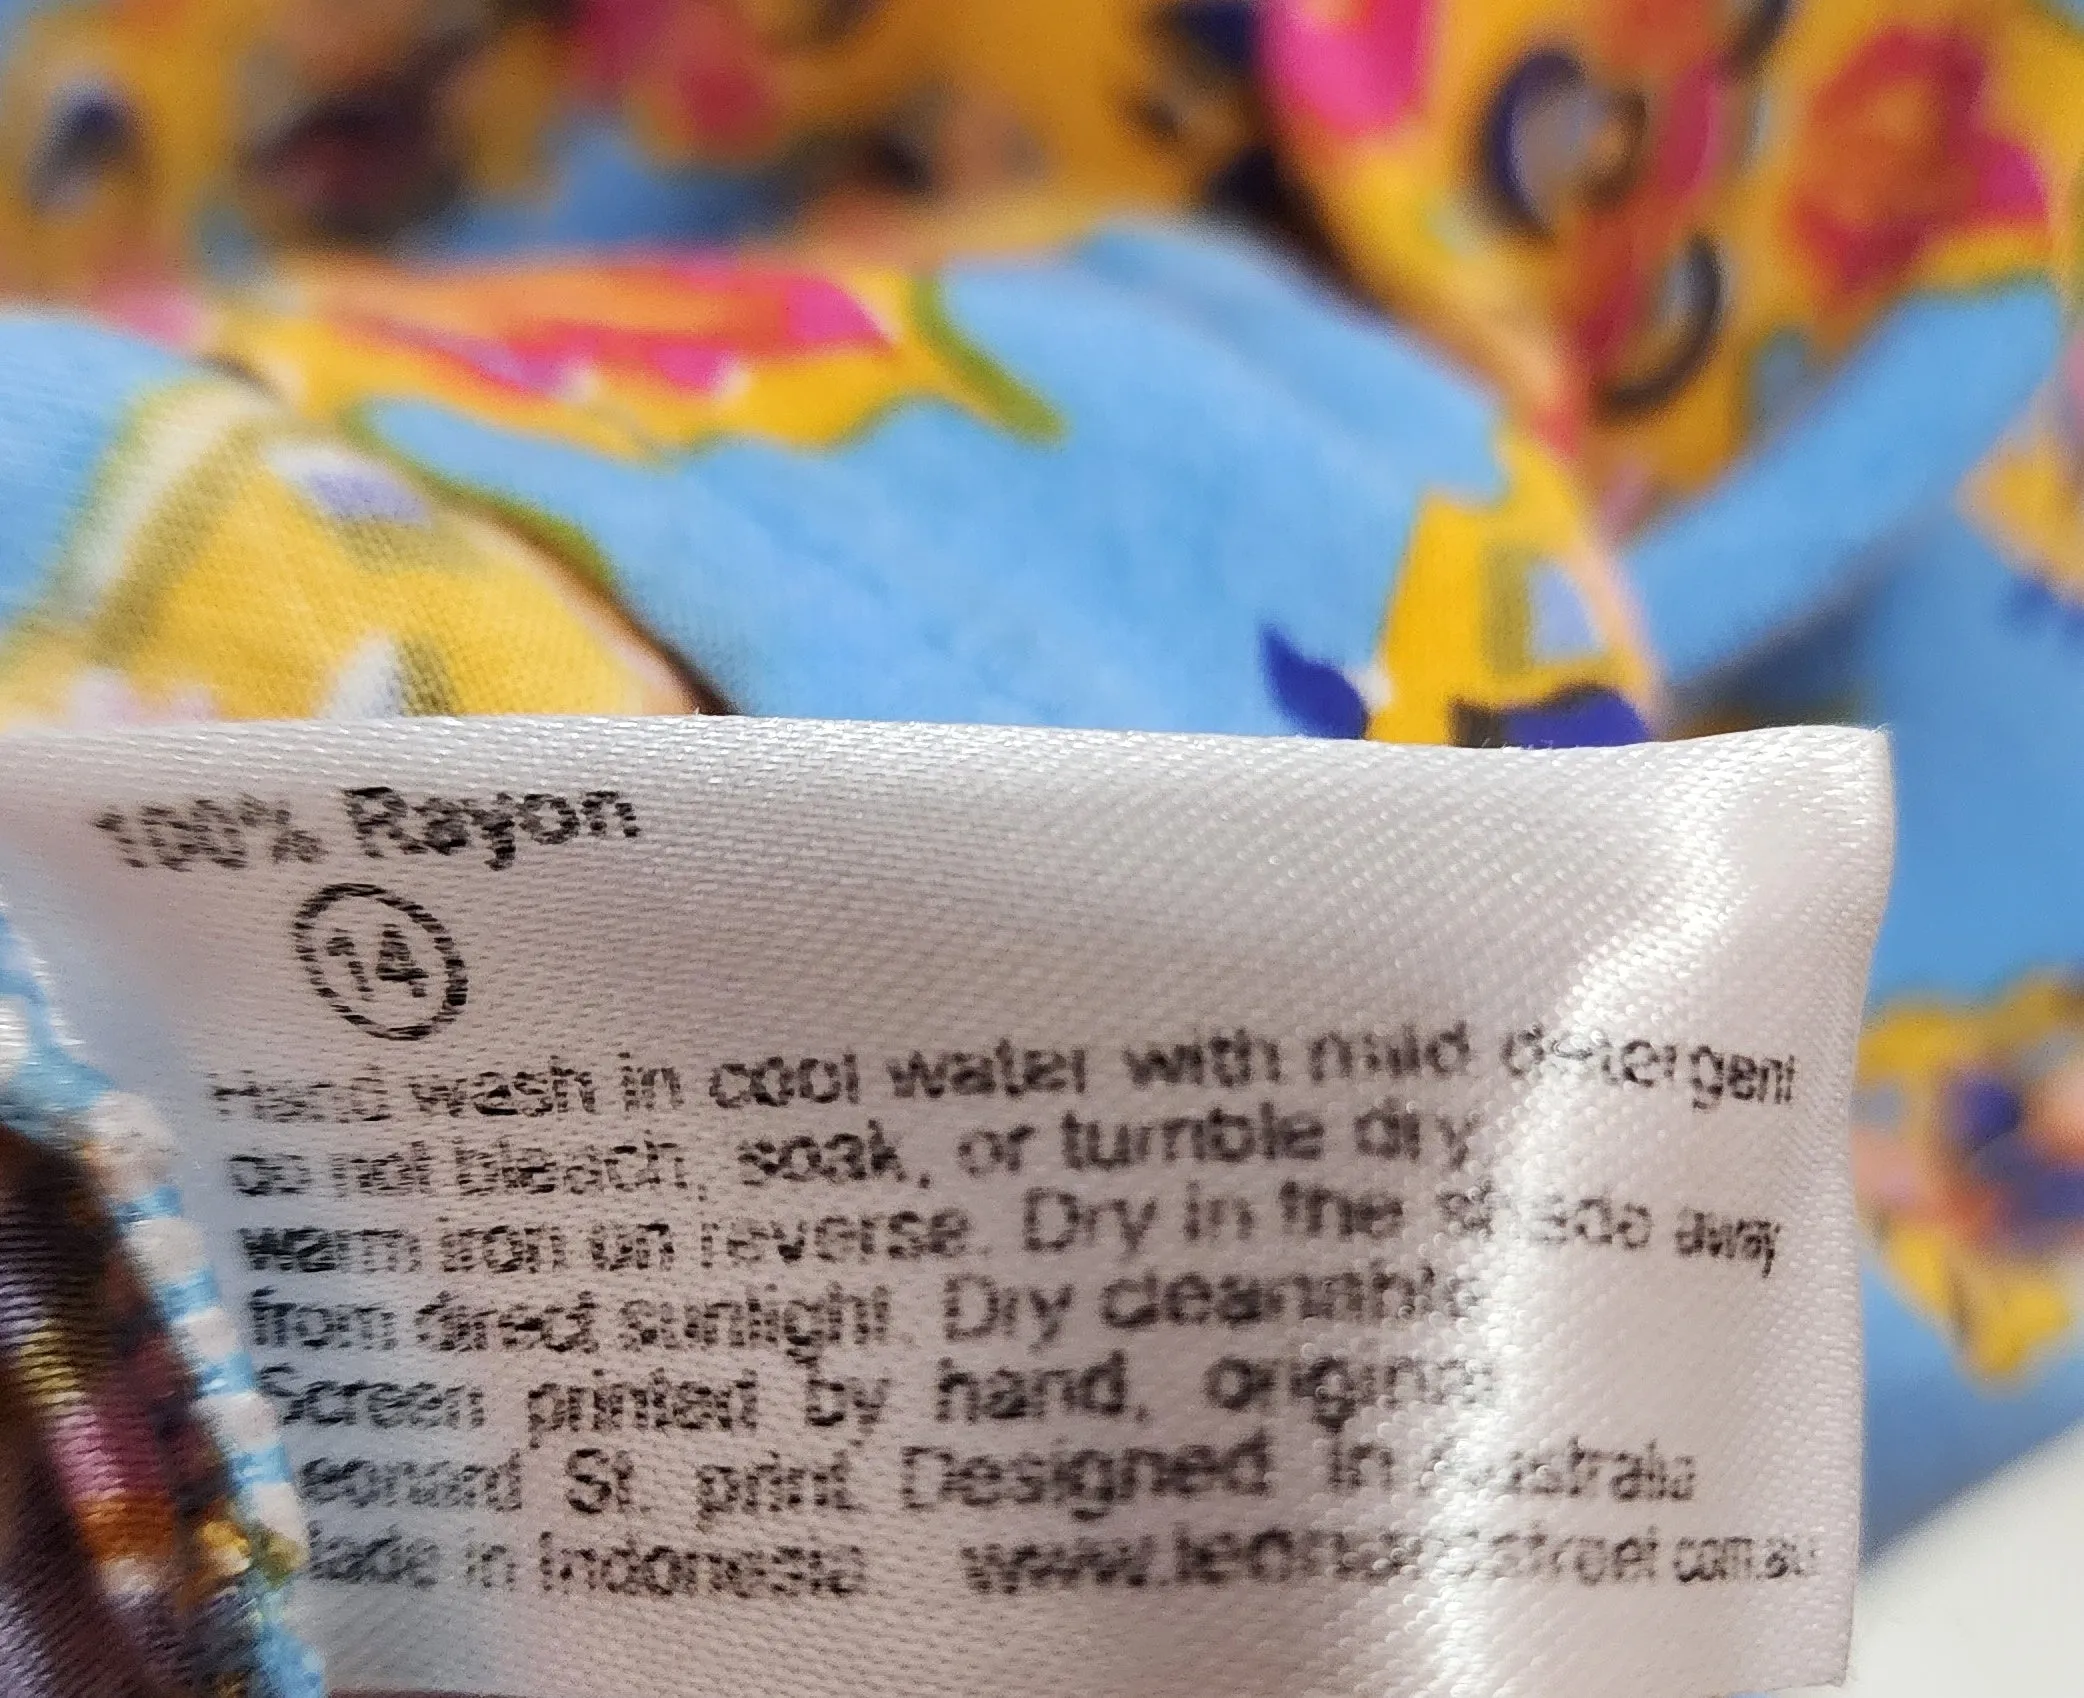 100% Rayon
14
Hand wash in cool water with mild detergent
do not bleach, soak, or tumble dry
warm iron on reverse. Dry in the shade away
from direct sunlight. Dry cleanable
Screen printed by hand, original
Leonard St. print. Designed in Australia
Made in Indonesia. www.leonardstreet.com.au